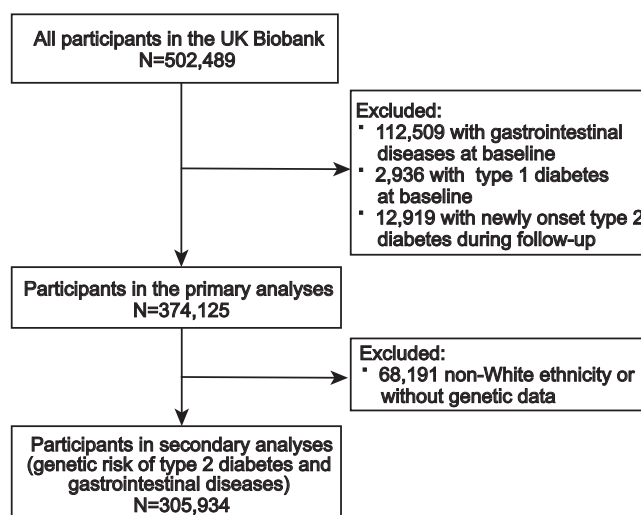 All participants in the UK Biobank
N=502,489
Excluded:
▪ 112,509 with gastrointestinal
diseases at baseline
▪ 2,936 with type 1 diabetes
at baseline
▪ 12,919 with newly onset type 2
diabetes during follow-up
Participants in the primary analyses
N=374,125
Excluded:
▪ 68,191 non-White ethnicity or
without genetic data
Participants in secondary analyses
(genetic risk of type 2 diabetes and
gastrointestinal diseases)
N=305,934